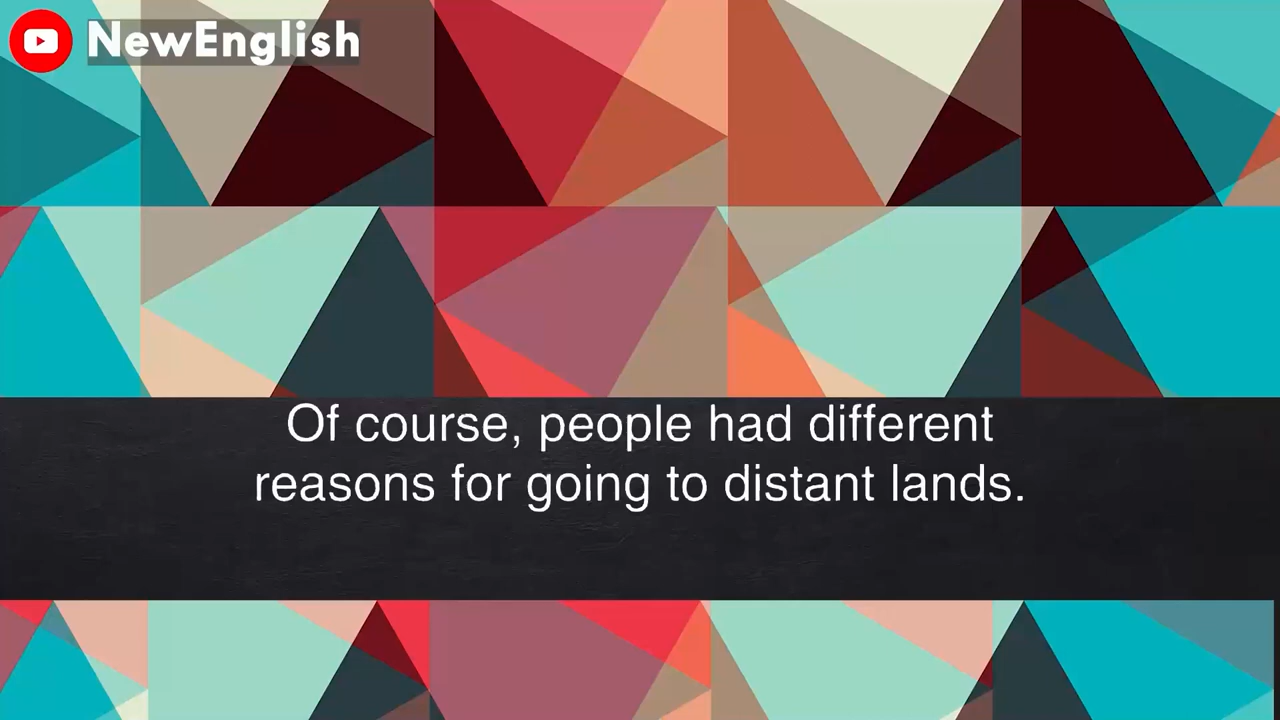 NewEnglish
Of course, people had different
reasons for going to distant lands.